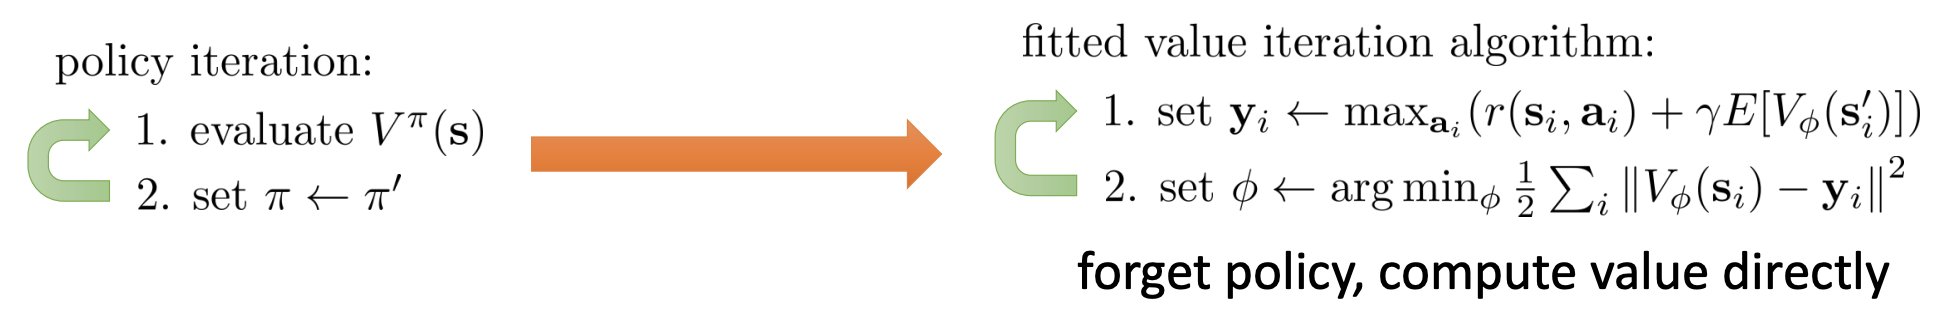 policy iteration:
1. evaluate $V^{\pi}(\mathbf{s})$
2. set $\pi \leftarrow \pi'$
fitted value iteration algorithm:
1. set $\mathbf{y}_i \leftarrow \max_{\mathbf{a}_i}(r(\mathbf{s}_i, \mathbf{a}_i) + \gamma E[V_{\phi}(\mathbf{s}_i')])$
2. set $\phi \leftarrow \arg\min_{\phi} \frac{1}{2} \sum_i \|V_{\phi}(\mathbf{s}_i) - \mathbf{y}_i\|^2$
forget policy, compute value directly